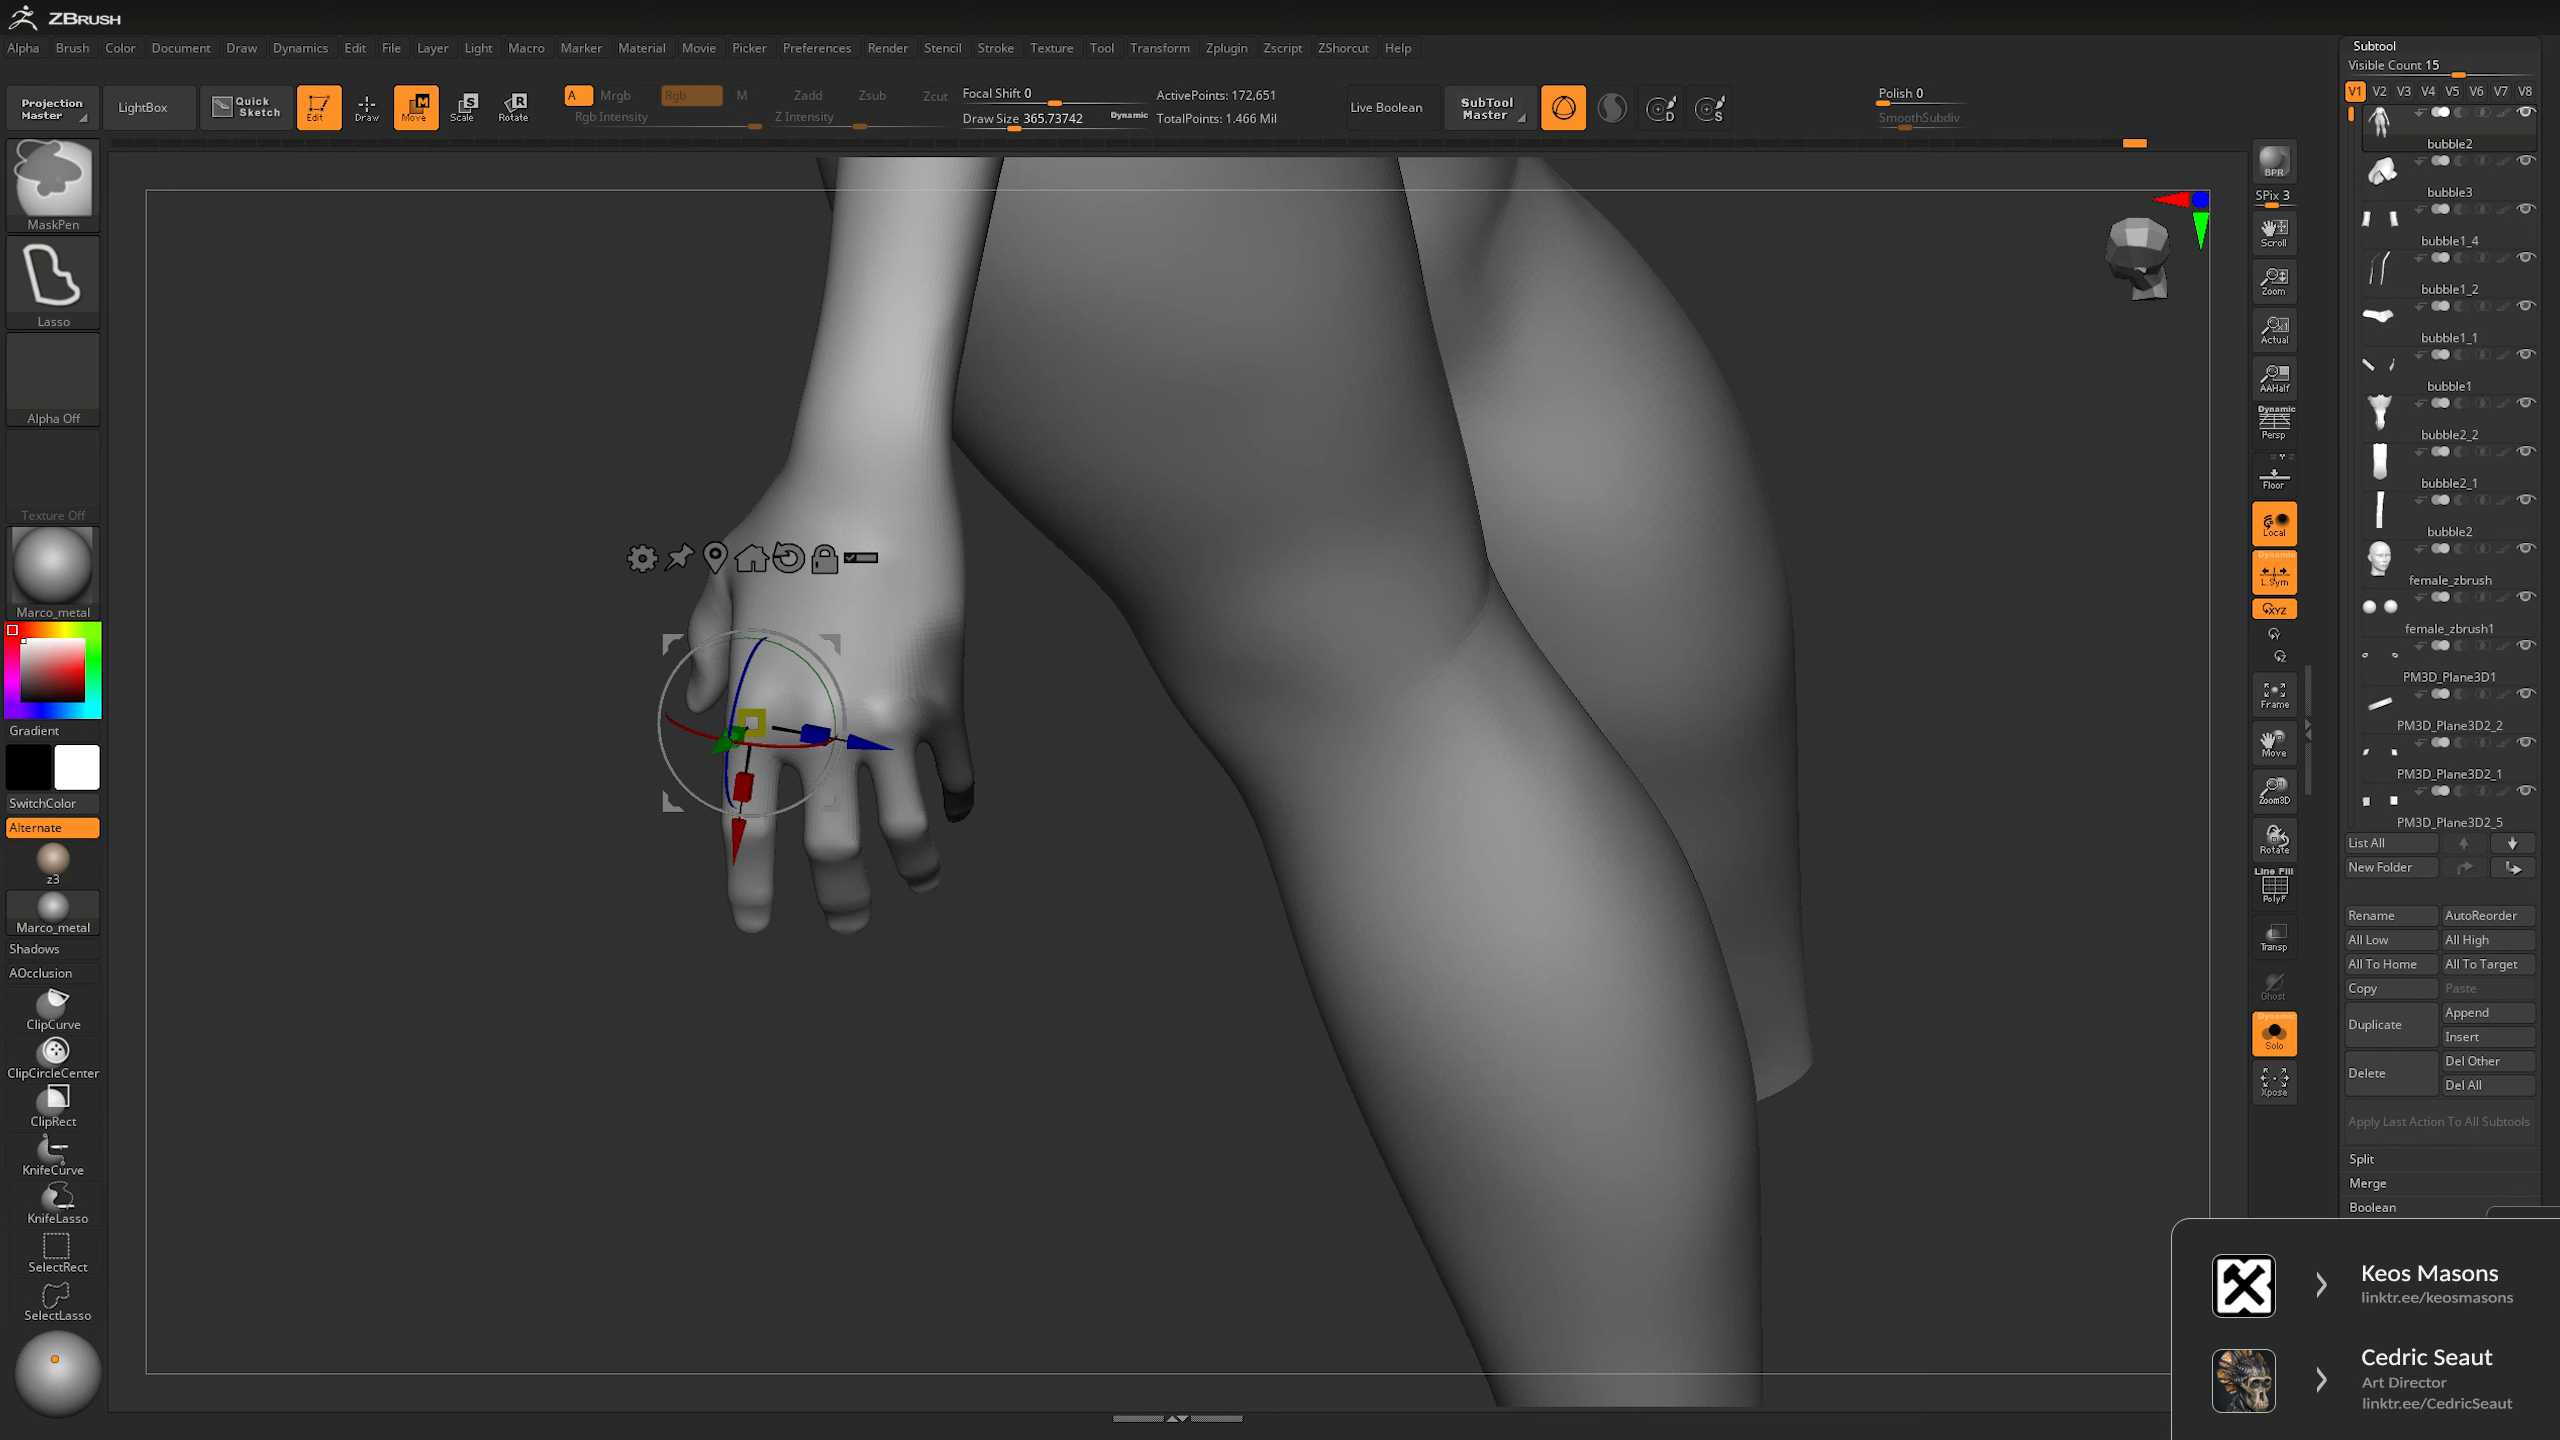 ZBRUSH
Alpha Brush Color Document Draw Dynamics Edit File Layer Light Macro Marker Material Movie Picker Preferences Render Stencil Stroke Texture Tool Transform Zplugin Zscript ZShorcut Help
Projection Master
LightBox
Quick Sketch
Edit
Draw
Move
Scale
Rotate
A Mrgb Rgb M Zadd Zsub Zcut
Rgb Intensity
Z Intensity
Focal Shift 0
Draw Size 365.73742
Dynamic
ActivePoints: 172,651
TotalPoints: 1.466 Mil
Live Boolean
SubTool Master
D
S
Polish 0
SmoothSubdiv
MaskPen
Lasso
Alpha Off
Texture Off
Marco_metal
Gradient
SwitchColor
Alternate
z3
Marco_metal
Shadows
AOcclusion
ClipCurve
ClipCircleCenter
ClipRect
KnifeCurve
KnifeLasso
SelectRect
SelectLasso
BPR
SPix 3
Scroll
Zoom
Actual
AAHalf
Dynamic
Persp
Floor
Local
Dynamic
L.Sym
XYZ
Y
Z
Frame
Move
Zoom3D
Rotate
Line Fill
PolyF
Transp
Ghost
Dynamic
Solo
Xpose
Subtool
Visible Count 15
V1 V2 V3 V4 V5 V6 V7 V8
bubble2
bubble3
bubble1_4
bubble1_2
bubble1_1
bubble1
bubble2_2
bubble2_1
bubble2
female_zbrush
female_zbrush1
PM3D_Plane3D1
PM3D_Plane3D2_2
PM3D_Plane3D2_1
PM3D_Plane3D2_5
List All
New Folder
Rename AutoReorder
All Low All High
All To Home All To Target
Copy Paste
Duplicate Append
Insert
Delete Del Other
Del All
Apply Last Action To All Subtools
Split
Merge
Boolean
Keos Masons
linktr.ee/keosmasons
Cedric Seaut
Art Director
linktr.ee/CedricSeaut